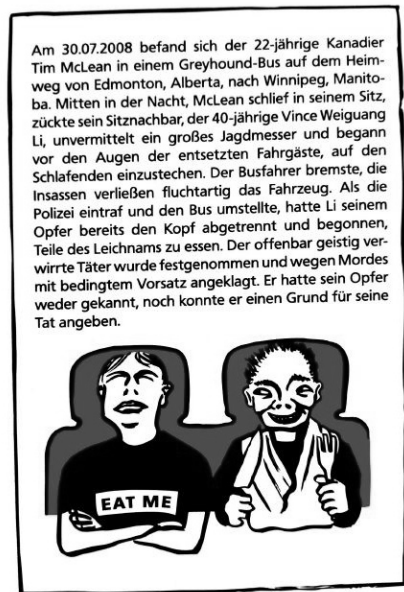 Am 30.07.2008 befand sich der 22-jährige Kanadier
Tim McLean in einem Greyhound-Bus auf dem Heim-
weg von Edmonton, Alberta, nach Winnipeg, Manito-
ba. Mitten in der Nacht, McLean schlief in seinem Sitz,
zückte sein Sitznachbar, der 40-jährige Vince Weiguang
Li, unvermittelt ein großes Jagdmesser und begann
vor den Augen der entsetzten Fahrgäste, auf den
Schlafenden einzustechen. Der Busfahrer bremste, die
Insassen verließen fluchtartig das Fahrzeug. Als die
Polizei eintraf und den Bus umstellte, hatte Li seinem
Opfer bereits den Kopf abgetrennt und begonnen,
Teile des Leichnams zu essen. Der offenbar geistig ver-
wirrte Täter wurde festgenommen und wegen Mordes
mit bedingtem Vorsatz angeklagt. Er hatte sein Opfer
weder gekannt, noch konnte er einen Grund für seine
Tat angeben.
EAT ME